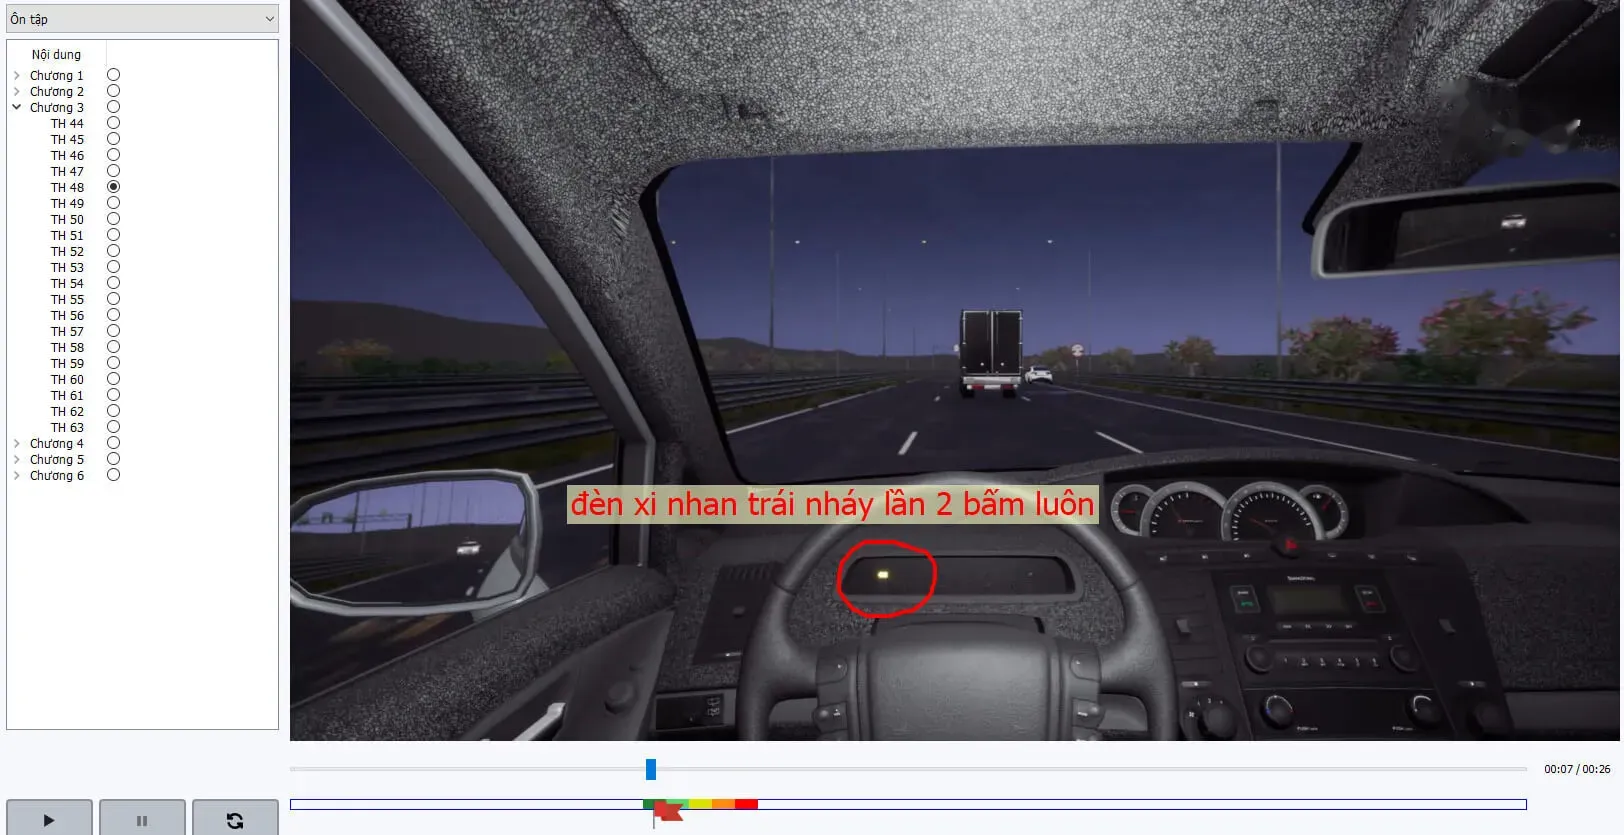 Ôn tập
Nội dung
Chương 1
Chương 2
Chương 3
TH 44
TH 45
TH 46
TH 47
TH 48
TH 49
TH 50
TH 51
TH 52
TH 53
TH 54
TH 55
TH 56
TH 57
TH 58
TH 59
TH 60
TH 61
TH 62
TH 63
Chương 4
Chương 5
Chương 6
đèn xi nhan trái nháy lần 2 bấm luôn
00:07 / 00:26